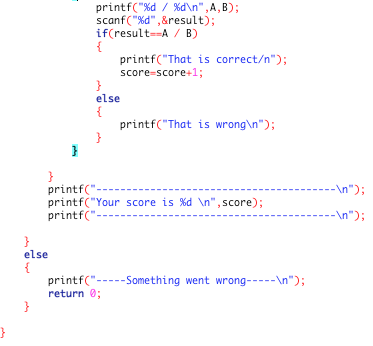 printf("%d / %d\n",A,B);
scanf("%d",&result);
if(result==A / B)
{
printf("That is correct/n");
score=score+1;
}
else
{
printf("That is wrong\n");
}
}
}
printf("----------------------------------------\n");
printf("Your score is %d \n",score);
printf("----------------------------------------\n");
}
else
{
printf("-----Something went wrong-----\n");
return 0;
}
}